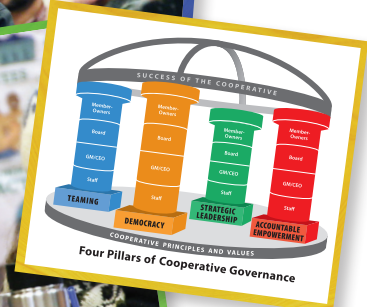 SUCCESS OF THE COOPERATIVE
Member-
Owners
Board
GM/CEO
Staff
TEAMING
Member-
Owners
Board
GM/CEO
Staff
DEMOCRACY
Member-
Owners
Board
GM/CEO
Staff
STRATEGIC
LEADERSHIP
Member-
Owners
Board
GM/CEO
Staff
ACCOUNTABLE
EMPOWERMENT
COOPERATIVE PRINCIPLES AND VALUES
Four Pillars of Cooperative Governance